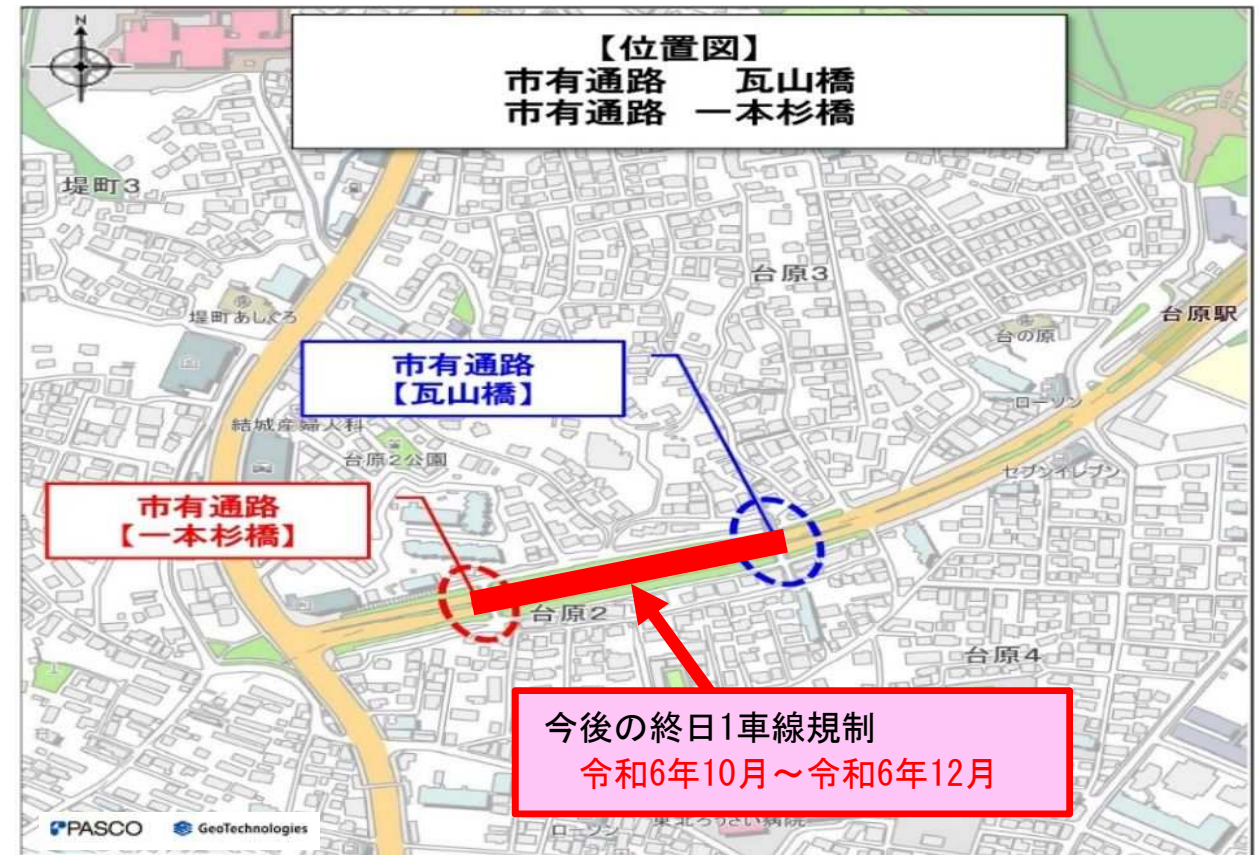 N
【位置図】
市有通路 瓦山橋
市有通路 一本杉橋
堤町3
台原3
台原駅
堤町あしぐろ
台の原
市有通路
【瓦山橋】
ローソン
結城産婦人科
台原2公園
セブンイレブン
市有通路
【一本杉橋】
台原2
台原4
今後の終日1車線規制
令和6年10月～令和6年12月
PASCO
GeoTechnologies
ローソン
東北ろうさい病院